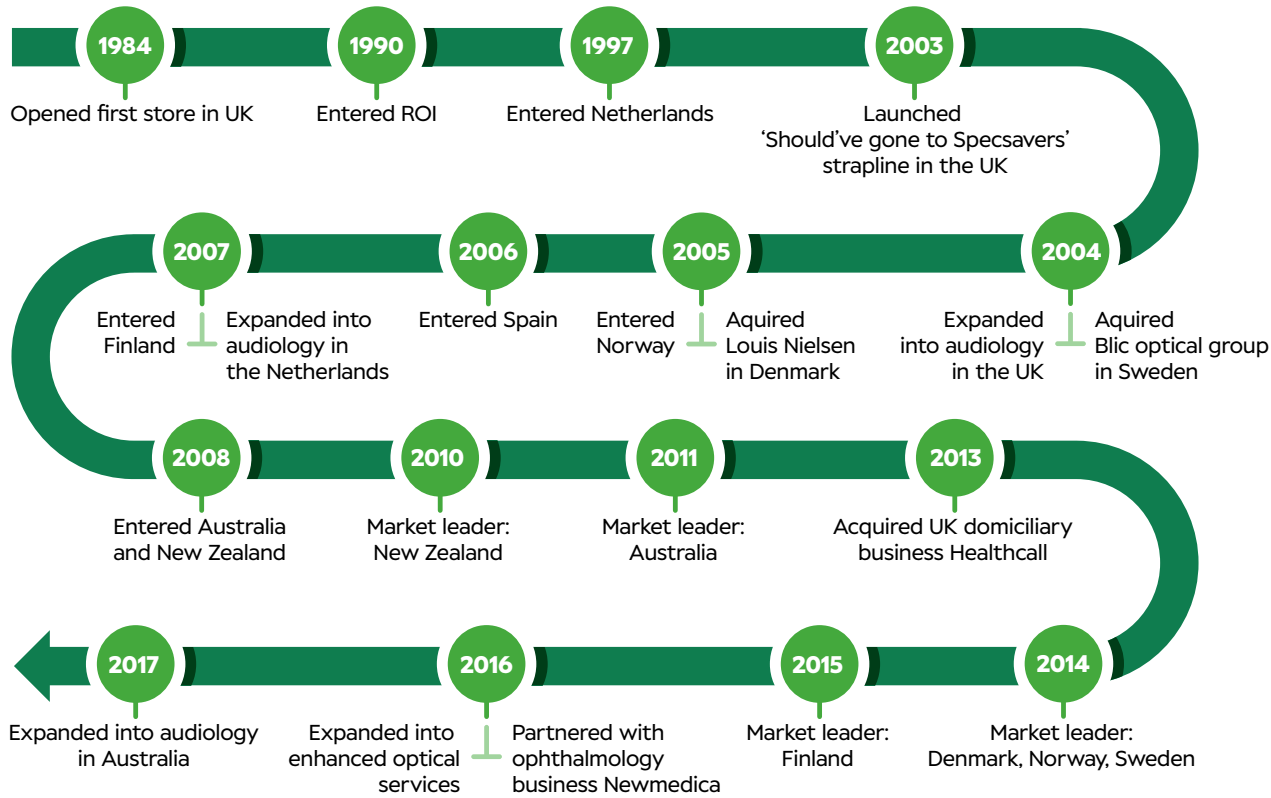 1984
Opened first store in UK
1990
Entered ROI
1997
Entered Netherlands
2003
Launched
‘Should’ve gone to Specsavers’
strapline in the UK
2004
Expanded
into audiology
in the UK
Aquired
Blic optical group
in Sweden
2005
Entered
Norway
Aquired
Louis Nielsen
in Denmark
2006
Entered Spain
2007
Entered
Finland
Expanded into
audiology in
the Netherlands
2008
Entered Australia
and New Zealand
2010
Market leader:
New Zealand
2011
Market leader:
Australia
2013
Acquired UK domiciliary
business Healthcall
2014
Market leader:
Denmark, Norway, Sweden
2015
Market leader:
Finland
2016
Expanded into
enhanced optical
services
Partnered with
ophthalmology
business Newmedica
2017
Expanded into audiology
in Australia